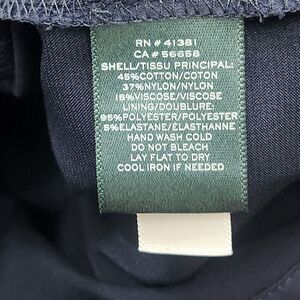 RN # 41381
CA # 56658
SHELL/TISSU PRINCIPAL:
45%COTTON/COTON
37%NYLON/NYLON
18%VISCOSE/VISCOSE
LINING/DOUBLURE:
95%POLYESTER/POLYESTER
5%ELASTANE/ELASTHANNE
HAND WASH COLD
DO NOT BLEACH
LAY FLAT TO DRY
COOL IRON IF NEEDED